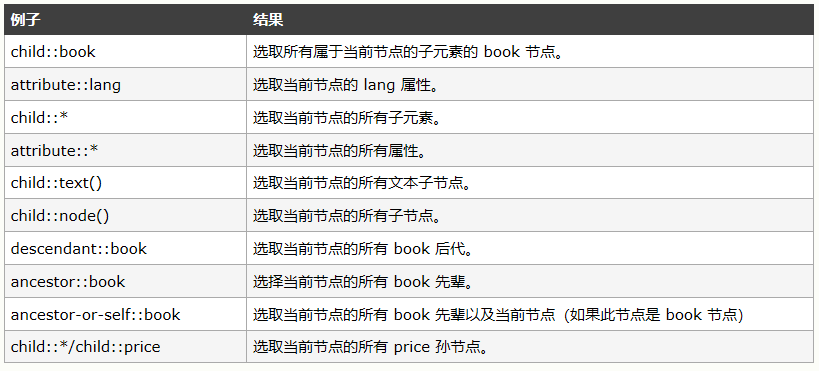 例子 结果
child::book 选取所有属于当前节点的子元素的 book 节点。
attribute::lang 选取当前节点的 lang 属性。
child::* 选取当前节点的所有子元素。
attribute::* 选取当前节点的所有属性。
child::text() 选取当前节点的所有文本子节点。
child::node() 选取当前节点的所有子节点。
descendant::book 选取当前节点的所有 book 后代。
ancestor::book 选择当前节点的所有 book 先辈。
ancestor-or-self::book 选取当前节点的所有 book 先辈以及当前节点（如果此节点是 book 节点）
child::*/child::price 选取当前节点的所有 price 孙节点。